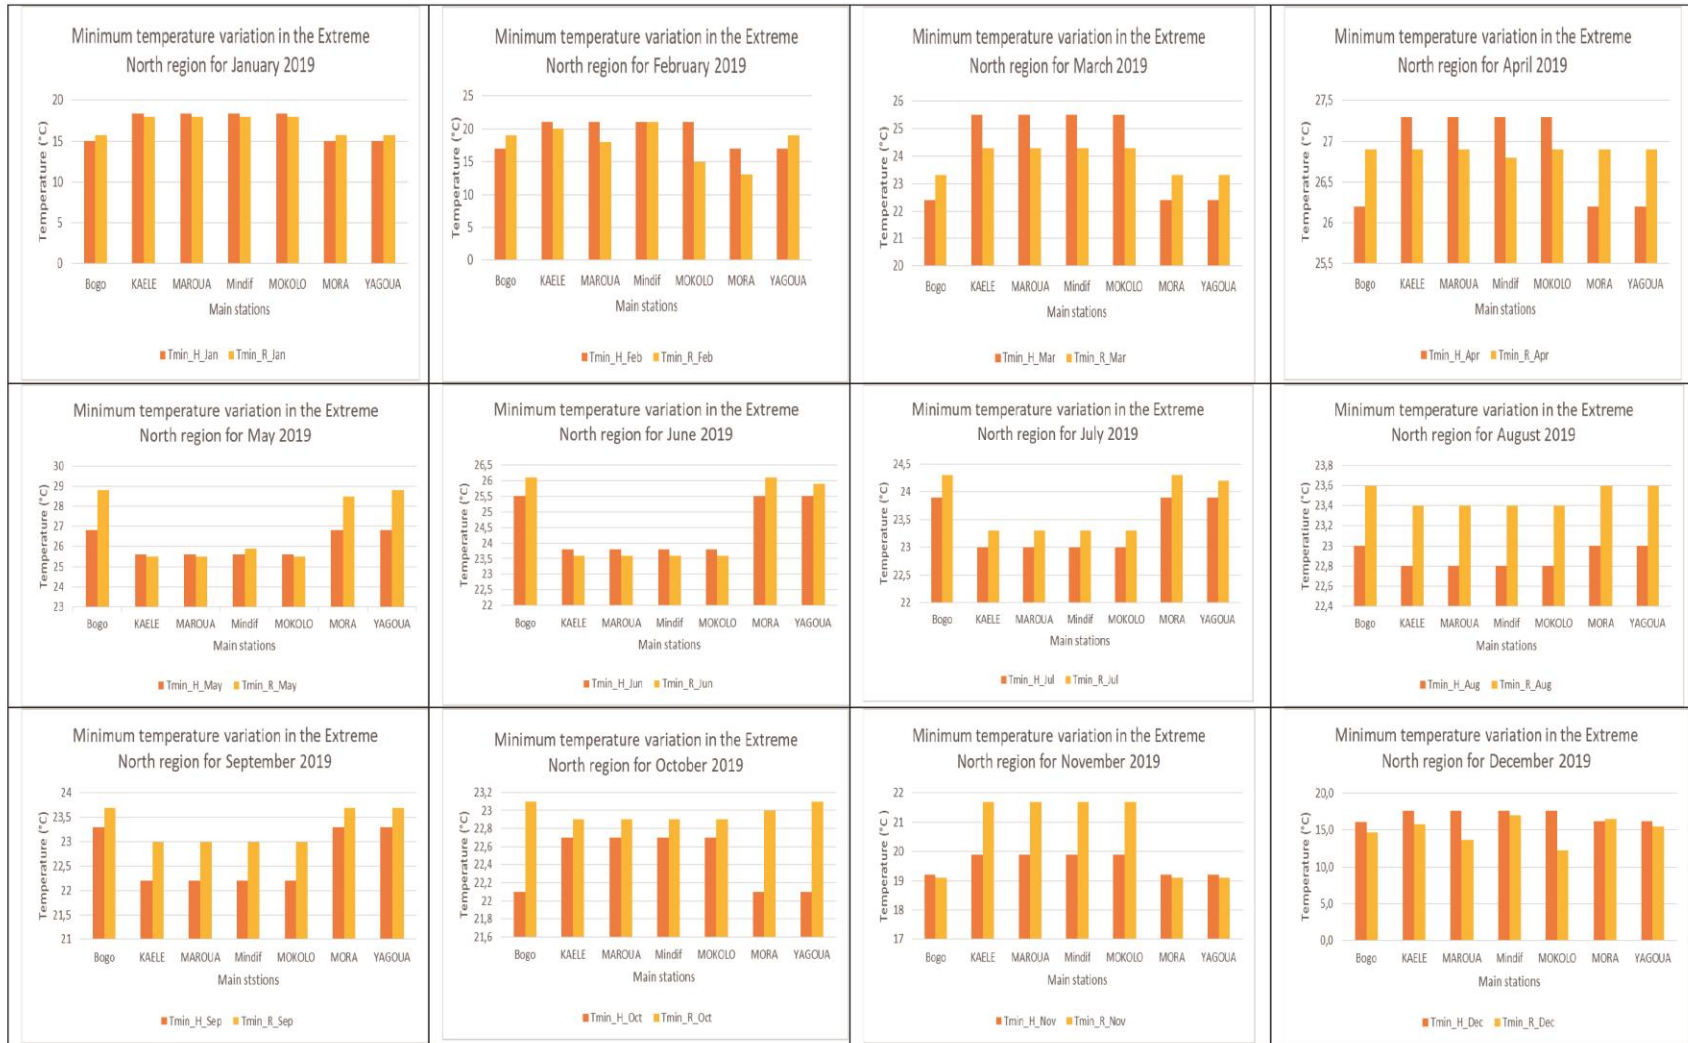 Minimum temperature variation in the Extreme
North region for January 2019
Temperature (°C)
20
15
10
5
0
Bogo KAELE MAROUA Mindif MOKOLO MORA YAGOUA
Main stations
Tmin_H_Jan Tmin_R_Jan
Minimum temperature variation in the Extreme
North region for February 2019
Temperature (°C)
25
20
15
10
5
0
Bogo KAELE MAROUA Mindif MOKOLO MORA YAGOUA
Main stations
Tmin_H_Feb Tmin_R_Feb
Minimum temperature variation in the Extreme
North region for March 2019
Temperature (°C)
26
25
24
23
22
21
20
Bogo KAELE MAROUA Mindif MOKOLO MORA YAGOUA
Main stations
Tmin_H_Mar Tmin_R_Mar
Minimum temperature variation in the Extreme
North region for April 2019
Temperature (°C)
27,5
27
26,5
26
25,5
Bogo KAELE MAROUA Mindif MOKOLO MORA YAGOUA
Main stations
Tmin_H_Apr Tmin_R_Apr
Minimum temperature variation in the Extreme
North region for May 2019
Temperature (°C)
30
29
28
27
26
25
24
23
Bogo KAELE MAROUA Mindif MOKOLO MORA YAGOUA
Main stations
Tmin_H_May Tmin_R_May
Minimum temperature variation in the Extreme
North region for June 2019
Temperature (°C)
26,5
26
25,5
25
24,5
24
23,5
23
22,5
22
Bogo KAELE MAROUA Mindif MOKOLO MORA YAGOUA
Main stations
Tmin_H_Jun Tmin_R_Jun
Minimum temperature variation in the Extreme
North region for July 2019
Temperature (°C)
24,5
24
23,5
23
22,5
22
Bogo KAELE MAROUA Mindif MOKOLO MORA YAGOUA
Main stations
Tmin_H_Jul Tmin_R_Jul
Minimum temperature variation in the Extreme
North region for August 2019
Temperatiure (°C)
23,8
23,6
23,4
23,2
23
22,8
22,6
22,4
Bogo KAELE MAROUA Mindif MOKOLO MORA YAGOUA
Main stations
Tmin_H_Aug Tmin_R_Aug
Minimum temperature variation in the Extreme
North region for September 2019
Temperature (°C)
24
23,5
23
22,5
22
21,5
21
Bogo KAELE MAROUA Mindif MOKOLO MORA YAGOUA
Main ststions
Tmin_H_Sep Tmin_R_Sep
Minimum temperature variation in the Extreme
North region for October 2019
Temperature (°C)
23,2
23
22,8
22,6
22,4
22,2
22
21,8
21,6
Bogo KAELE MAROUA Mindif MOKOLO MORA YAGOUA
Main stations
Tmin_H_Oct Tmin_R_Oct
Minimum temperature variation in the Extreme
North region for November 2019
Temperature (°C )
22
21
20
19
18
17
Bogo KAELE MAROUA Mindif MOKOLO MORA YAGOUA
Main stations
Tmin_H_Nov Tmin_R_Nov
Minimum temperature variation in the Extreme
North region for December 2019
Temperature (°C)
20,0
15,0
10,0
5,0
0,0
Bogo KAELE MAROUA Mindif MOKOLO MORA YAGOUA
Main stations
Tmin_H_Dec Tmin_R_Dec